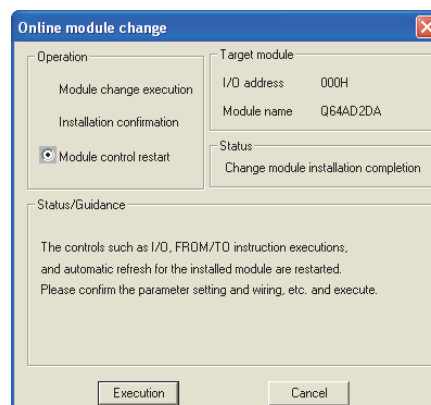 Online module change
Operation
Module change execution
Installation confirmation
Module control restart
Target module
I/O address 000H
Module name Q64AD2DA
Status
Change module installation completion
Status/Guidance
The controls such as I/O, FROM/TO instruction executions,
and automatic refresh for the installed module are restarted.
Please confirm the parameter setting and wiring, etc. and execute.
Execution
Cancel